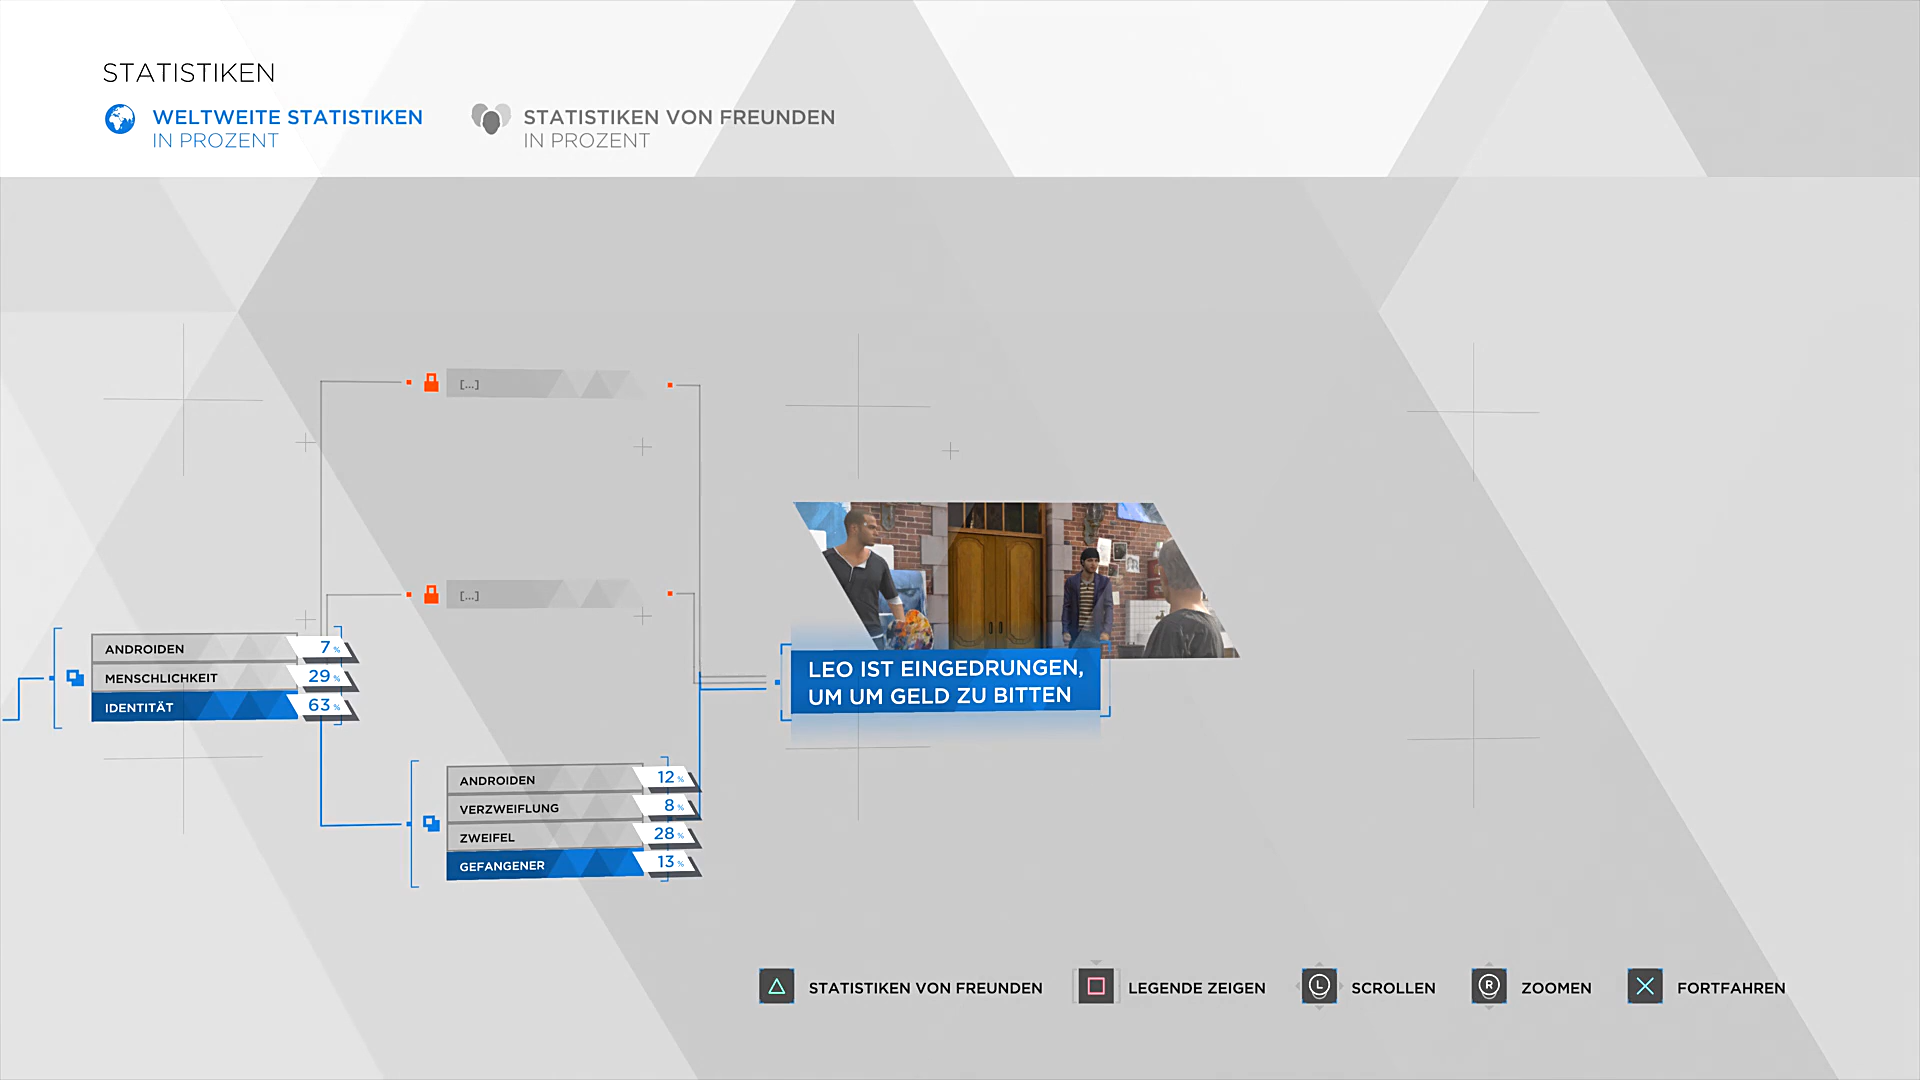 STATISTIKEN
WELTWEITE STATISTIKEN
IN PROZENT
STATISTIKEN VON FREUNDEN
IN PROZENT
[...]
[...]
ANDROIDEN 7 %
MENSCHLICHKEIT 29 %
IDENTITÄT 63 %
LEO IST EINGEDRUNGEN,
UM UM GELD ZU BITTEN
ANDROIDEN 12 %
VERZWEIFLUNG 8 %
ZWEIFEL 28 %
GEFANGENER 13 %
STATISTIKEN VON FREUNDEN
LEGENDE ZEIGEN
L SCROLLEN
R ZOOMEN
FORTFAHREN